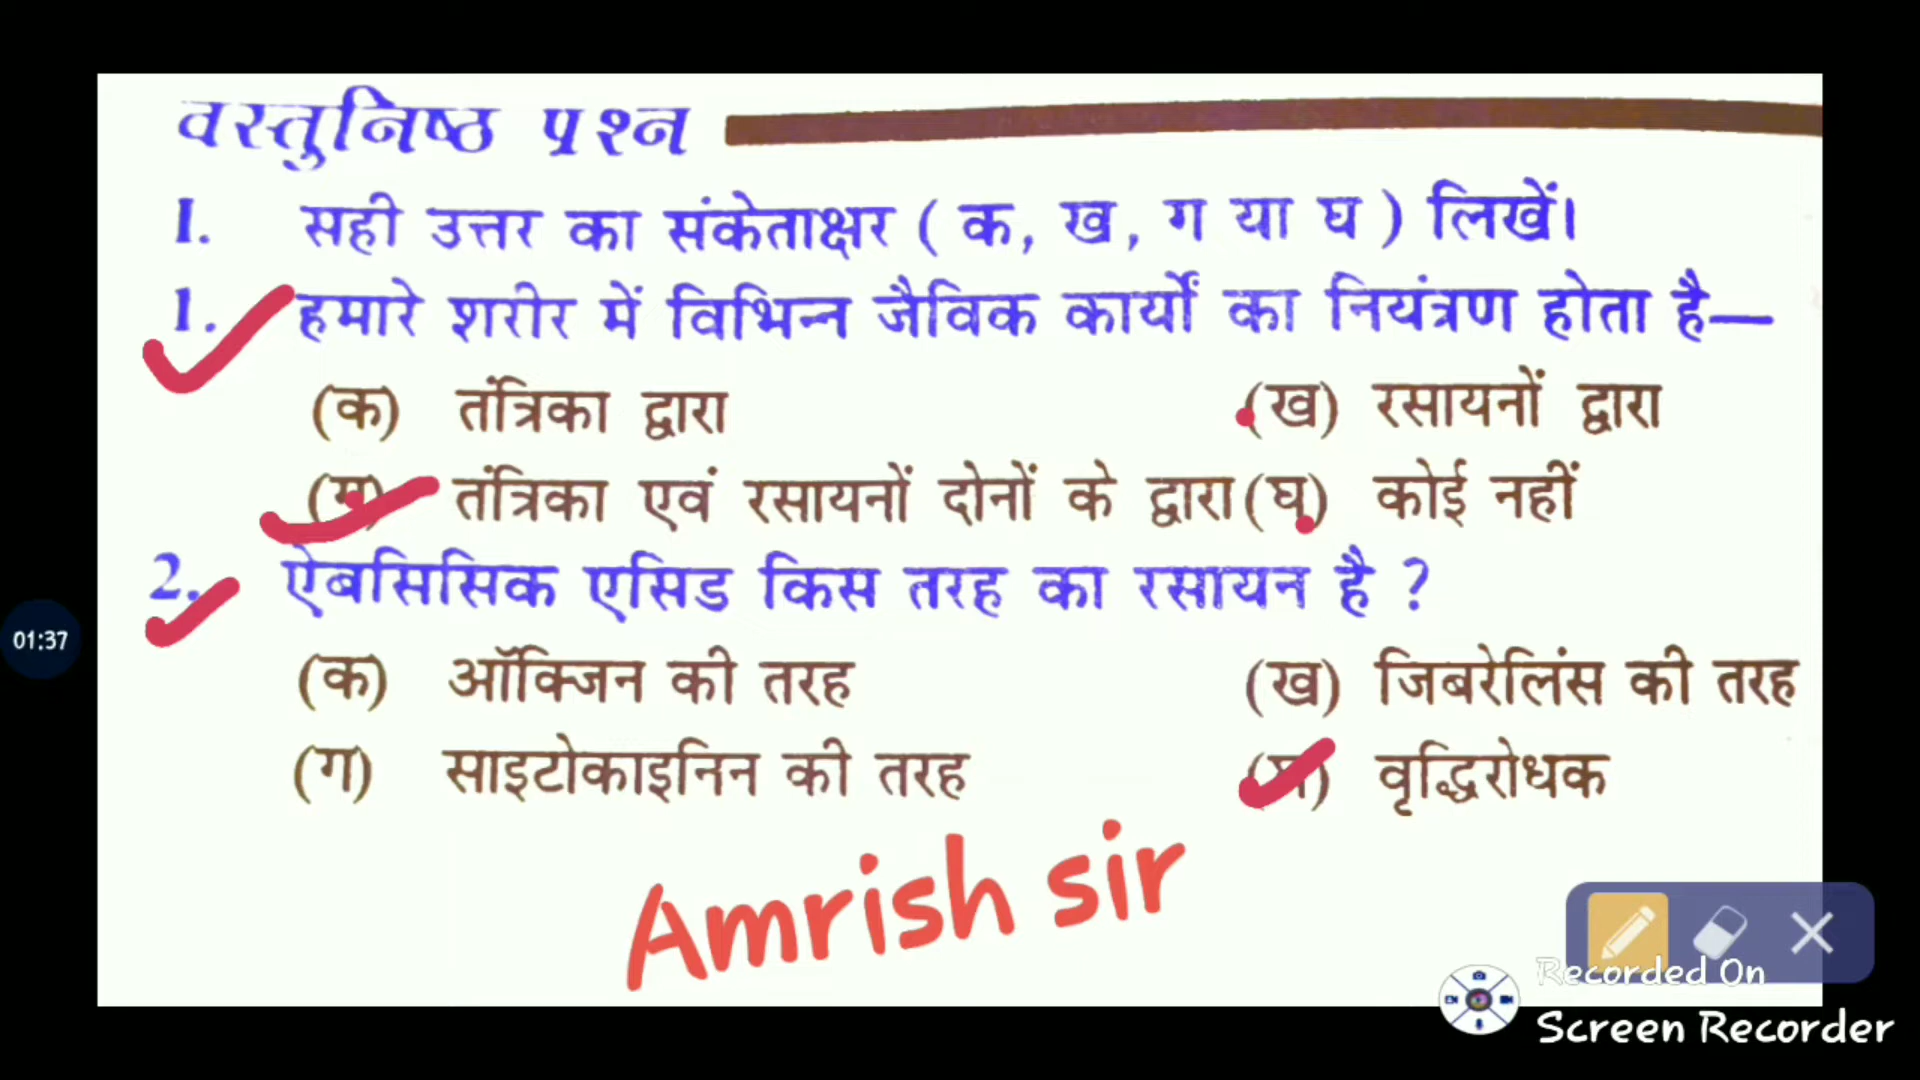 वस्तुनिष्ठ प्रश्न
I. सही उत्तर का संकेताक्षर ( क, ख, ग या घ ) लिखें।
1. हमारे शरीर में विभिन्न जैविक कार्यों का नियंत्रण होता है—
(क) तंत्रिका द्वारा (ख) रसायनों द्वारा
(ग) तंत्रिका एवं रसायनों दोनों के द्वारा (घ) कोई नहीं
2. ऐबसिसिक एसिड किस तरह का रसायन है ?
(क) ऑक्जिन की तरह (ख) जिबरेलिंस की तरह
(ग) साइटोकाइनिन की तरह (घ) वृद्धिरोधक
Amrish sir
01:37
Recorded On
Screen Recorder